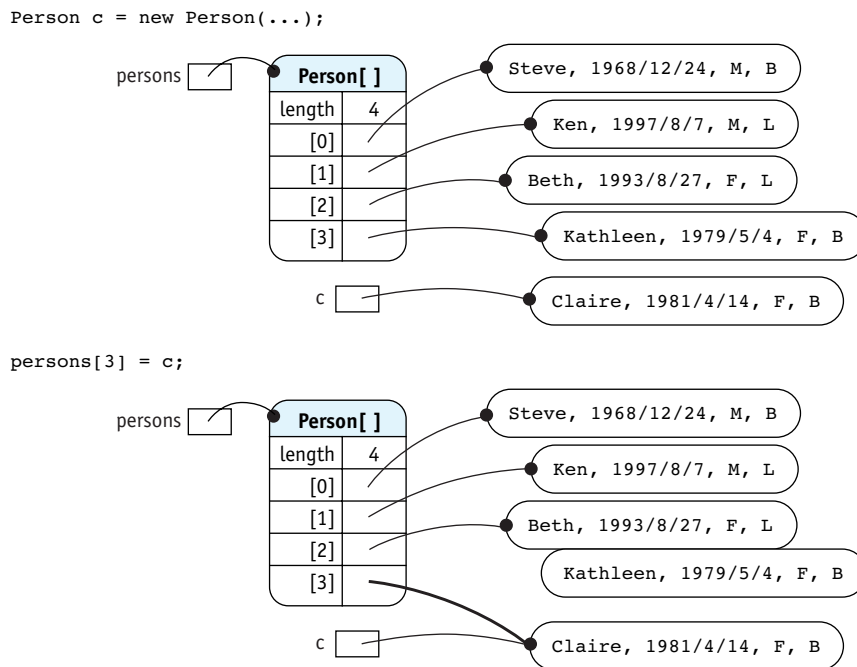 Person c = new Person(...);
persons
Person[ ]
length 4
[0]
[1]
[2]
[3]
Steve, 1968/12/24, M, B
Ken, 1997/8/7, M, L
Beth, 1993/8/27, F, L
Kathleen, 1979/5/4, F, B
c
Claire, 1981/4/14, F, B
persons[3] = c;
persons
Person[ ]
length 4
[0]
[1]
[2]
[3]
Steve, 1968/12/24, M, B
Ken, 1997/8/7, M, L
Beth, 1993/8/27, F, L
Kathleen, 1979/5/4, F, B
c
Claire, 1981/4/14, F, B